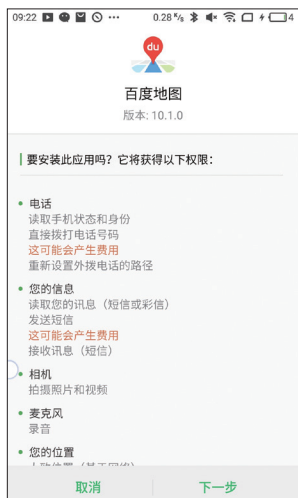 09:22 ... 0.28 K/s 4
du
百度地图
版本: 10.1.0
要安装此应用吗？它将获得以下权限：
电话
读取手机状态和身份
直接拨打电话号码
这可能会产生费用
重新设置外拨电话的路径
您的信息
读取您的讯息（短信或彩信）
发送短信
这可能会产生费用
接收讯息（短信）
相机
拍摄照片和视频
麦克风
录音
您的位置
取消 下一步